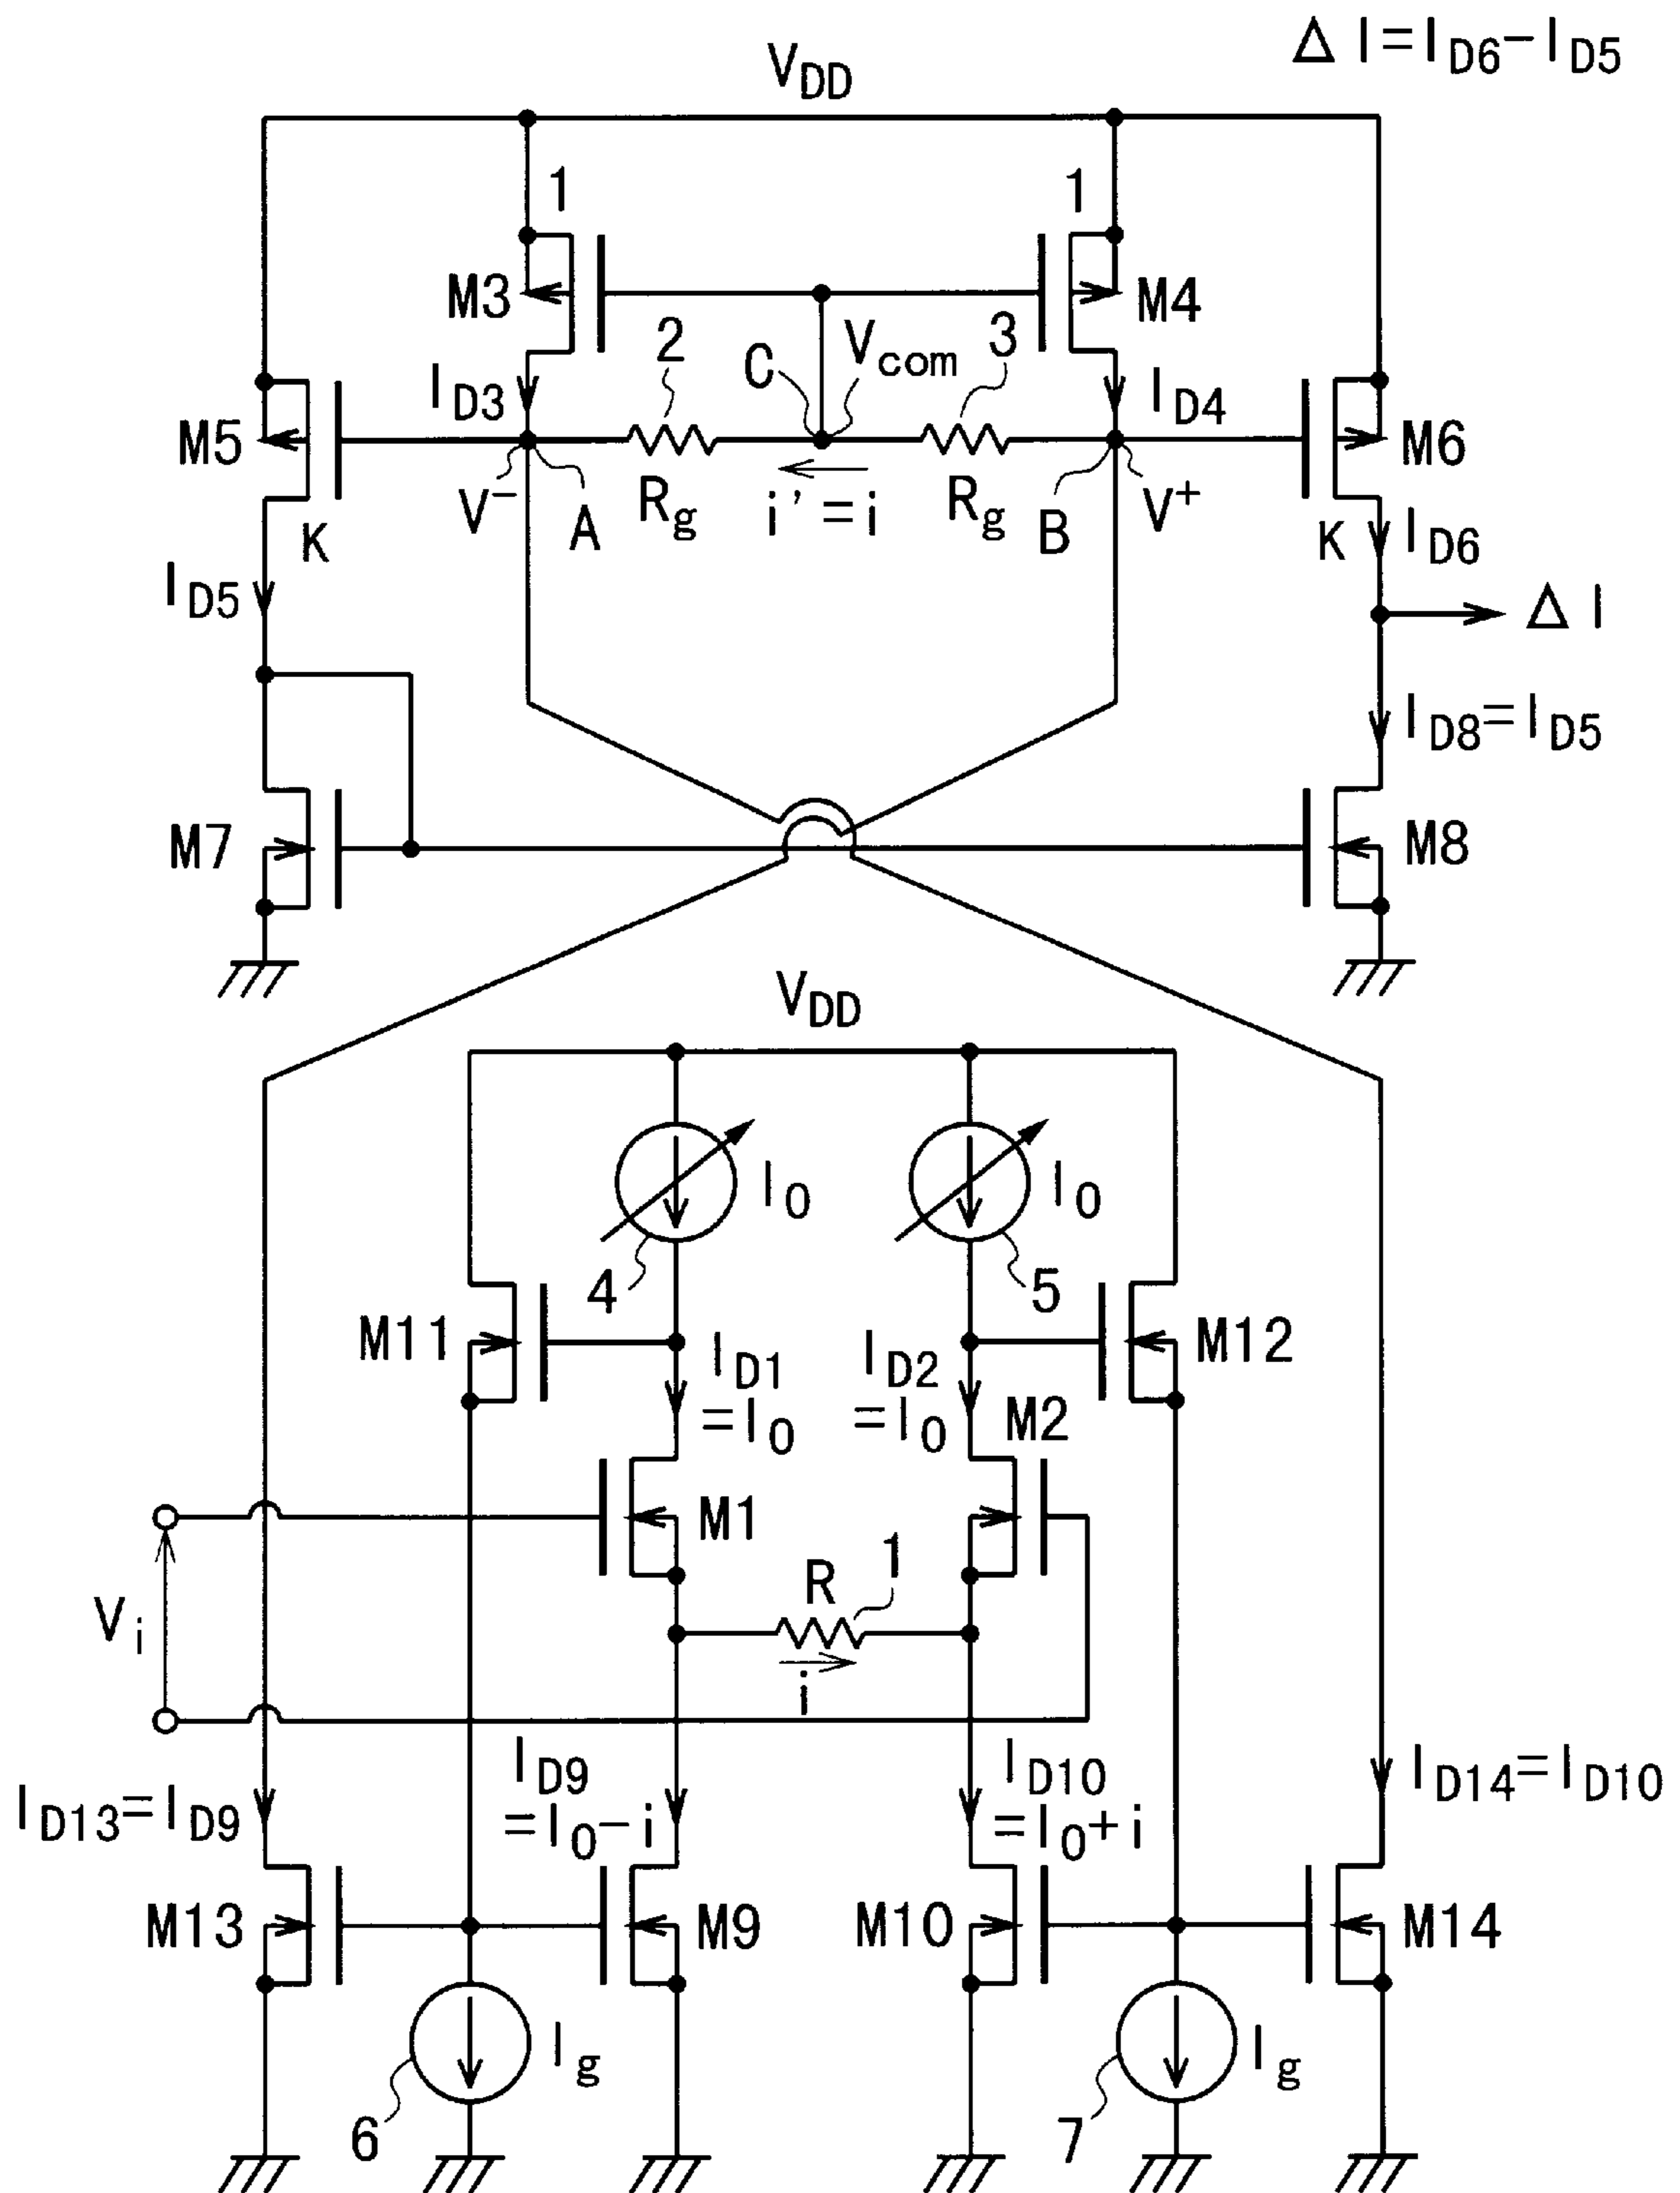 ΔI=I_D6-I_D5
V_DD
1
1
M3
M4
2
C
V_com
3
I_D3
I_D4
M5
M6
V^-
A
R_g
i'=i
R_g
B
V^+
K
K
I_D6
I_D5
ΔI
I_D8=I_D5
M7
M8
V_DD
I_0
I_0
4
5
M11
M12
I_D1
=I_0
I_D2
=I_0
M2
M1
R
1
V_i
i
I_D9
=I_0-i
I_D10
=I_0+i
I_D13=I_D9
I_D14=I_D10
M13
M9
M10
M14
I_g
I_g
6
7